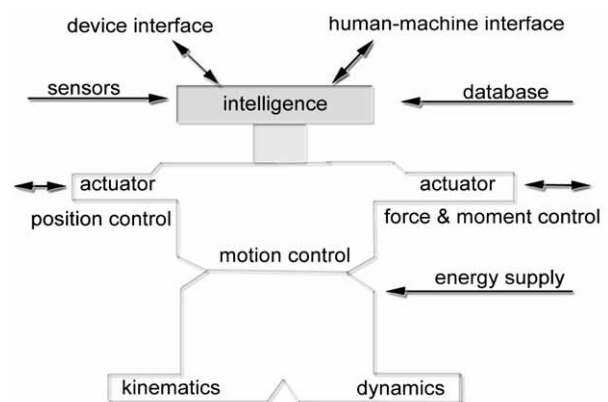 device interface
human-machine interface
sensors
intelligence
database
actuator
actuator
position control
force & moment control
motion control
energy supply
kinematics
dynamics